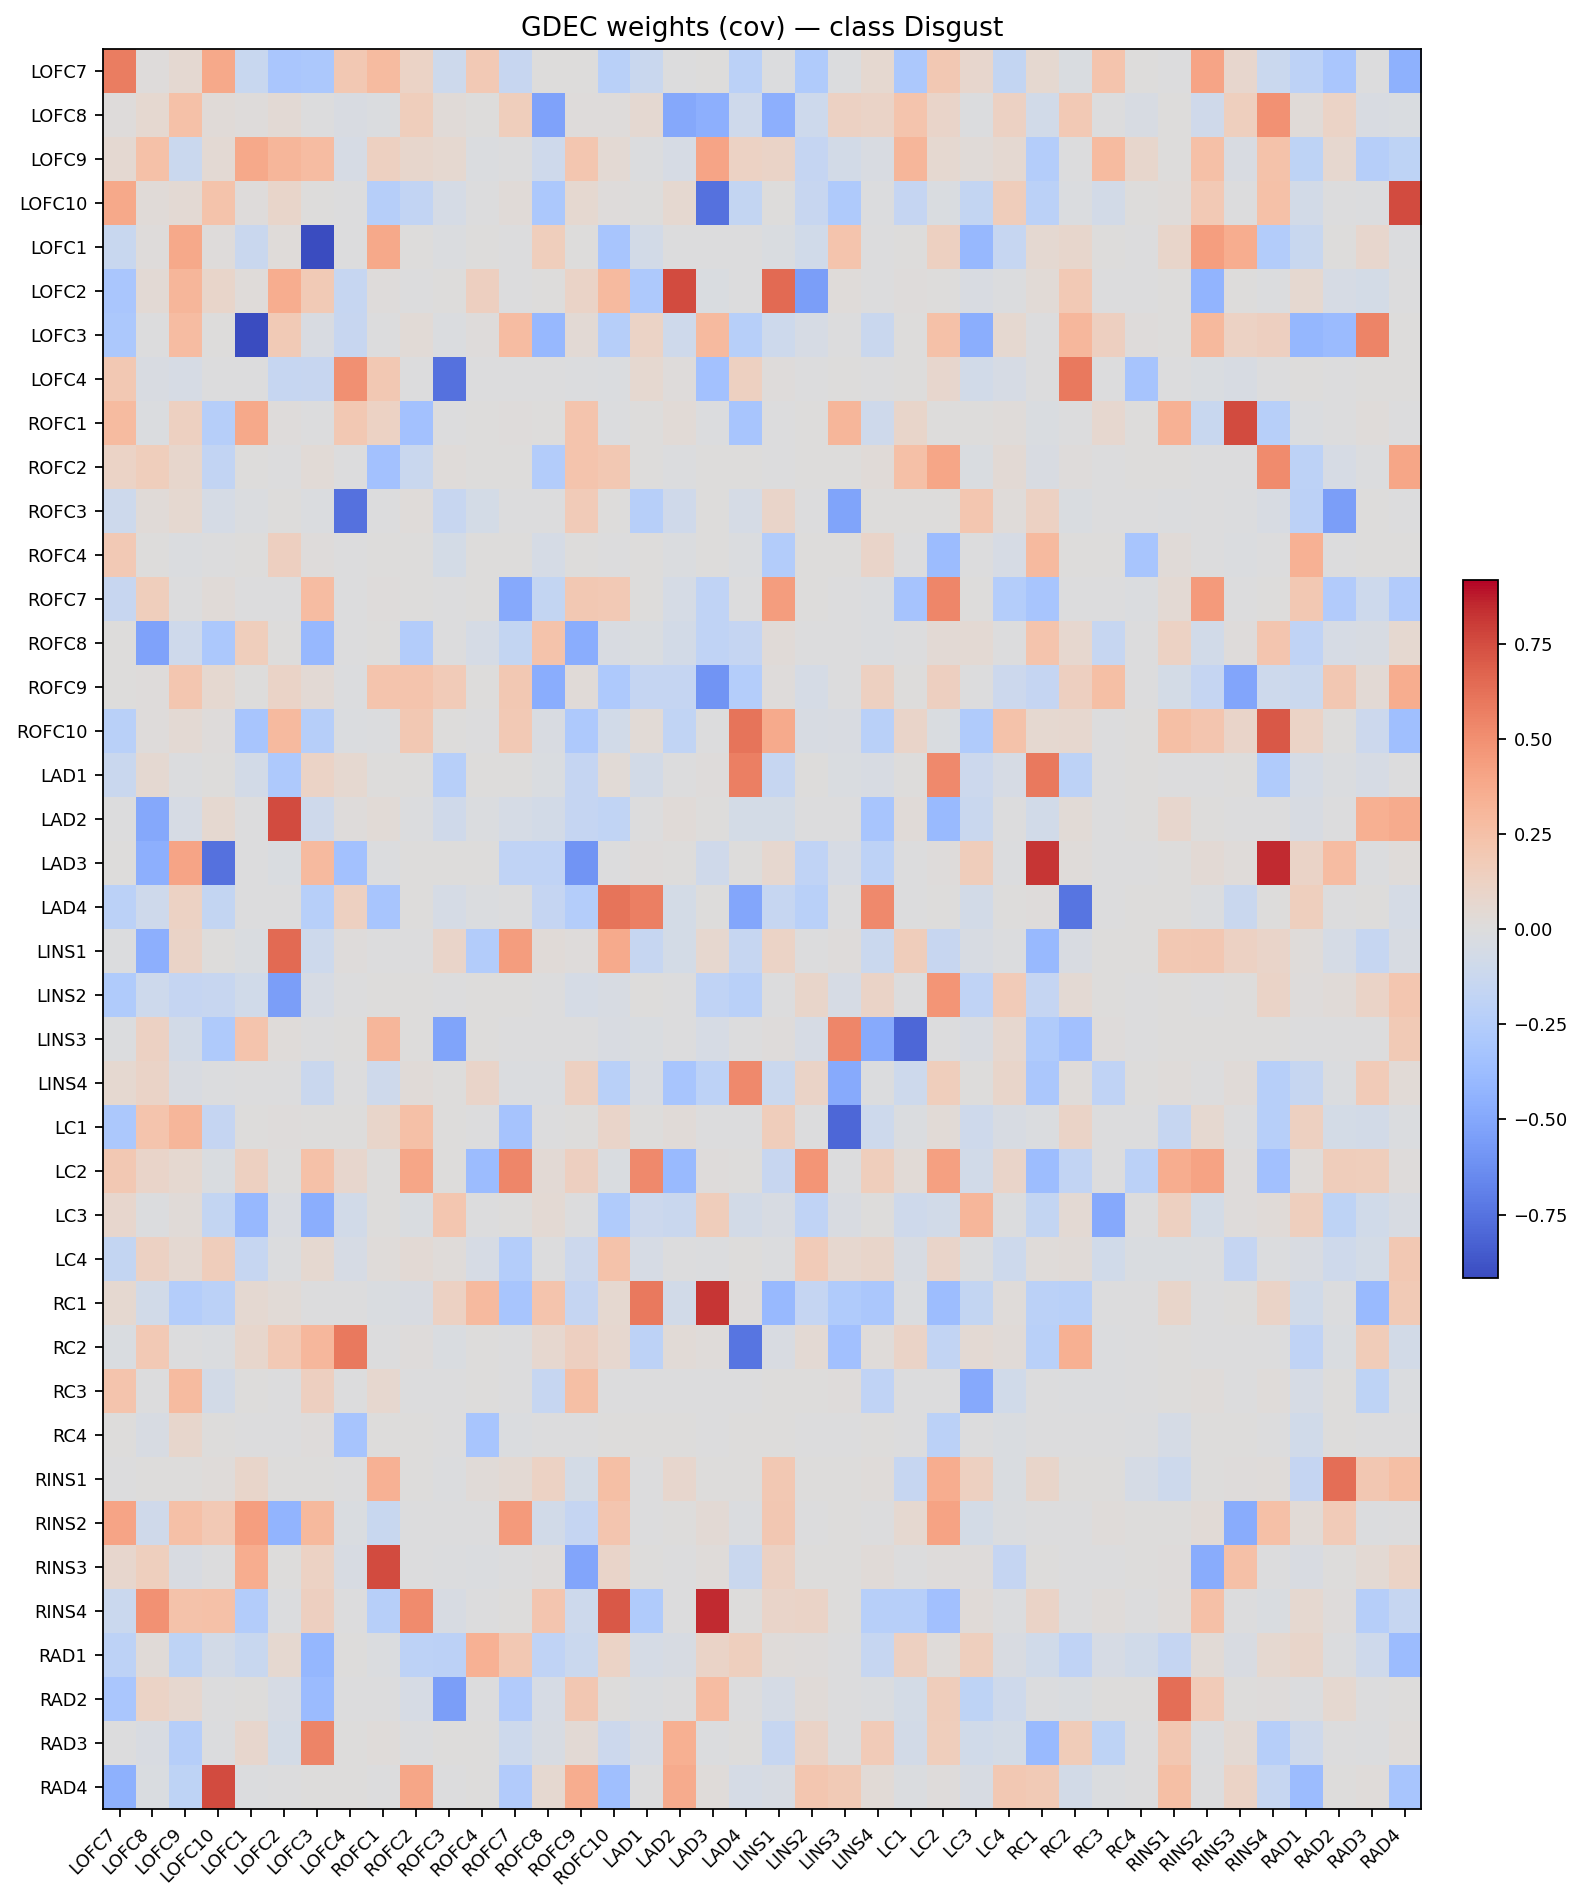 GDEC weights (cov) — class Disgust
LOFC7
LOFC8
LOFC9
LOFC10
LOFC1
LOFC2
LOFC3
LOFC4
ROFC1
ROFC2
ROFC3
ROFC4
ROFC7
ROFC8
ROFC9
ROFC10
LAD1
LAD2
LAD3
LAD4
LINS1
LINS2
LINS3
LINS4
LC1
LC2
LC3
LC4
RC1
RC2
RC3
RC4
RINS1
RINS2
RINS3
RINS4
RAD1
RAD2
RAD3
RAD4
LOFC7 LOFC8 LOFC9 LOFC10 LOFC1 LOFC2 LOFC3 LOFC4 ROFC1 ROFC2 ROFC3 ROFC4 ROFC7 ROFC8 ROFC9 ROFC10 LAD1 LAD2 LAD3 LAD4 LINS1 LINS2 LINS3 LINS4 LC1 LC2 LC3 LC4 RC1 RC2 RC3 RC4 RINS1 RINS2 RINS3 RINS4 RAD1 RAD2 RAD3 RAD4
0.75
0.50
0.25
0.00
−0.25
−0.50
−0.75